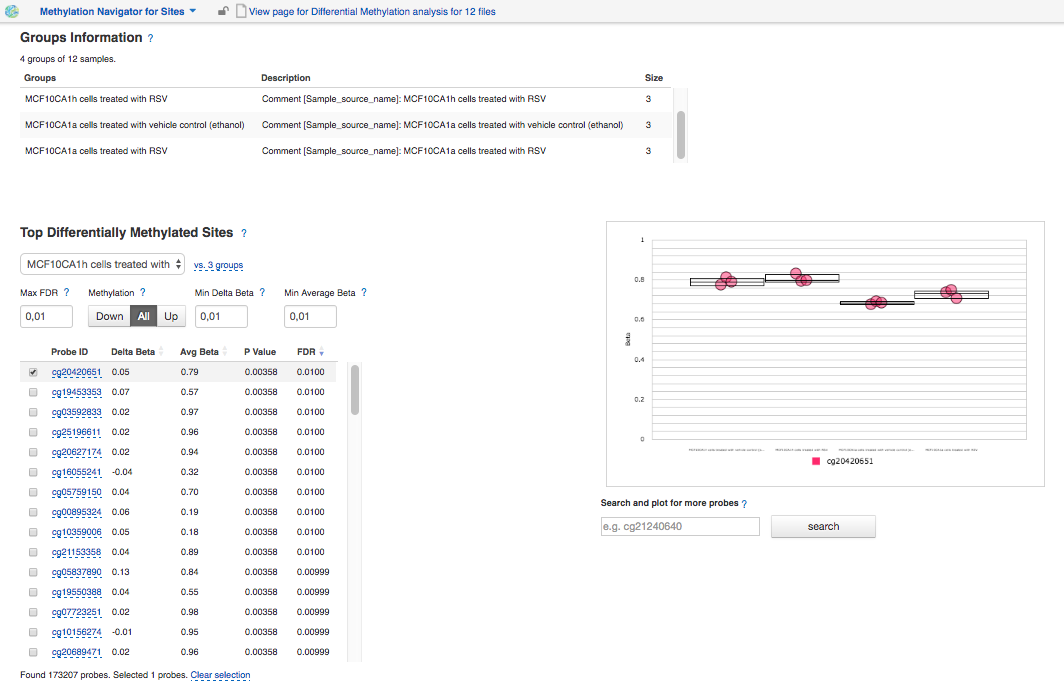 Methylation Navigator for Sites View page for Differential Methylation analysis for 12 files
Groups Information ?
4 groups of 12 samples.
Groups Description Size
MCF10CA1h cells treated with RSV Comment [Sample_source_name]: MCF10CA1h cells treated with RSV 3
MCF10CA1a cells treated with vehicle control (ethanol) Comment [Sample_source_name]: MCF10CA1a cells treated with vehicle control (ethanol) 3
MCF10CA1a cells treated with RSV Comment [Sample_source_name]: MCF10CA1a cells treated with RSV 3
Top Differentially Methylated Sites ?
MCF10CA1h cells treated with vs. 3 groups
Max FDR ? Methylation ? Min Delta Beta ? Min Average Beta ?
0,01 Down All Up 0,01 0,01
Probe ID Delta Beta Avg Beta P Value FDR
cg20420651 0.05 0.79 0.00358 0.0100
cg19453353 0.07 0.57 0.00358 0.0100
cg03592833 0.02 0.97 0.00358 0.0100
cg25196611 0.02 0.96 0.00358 0.0100
cg20627174 0.02 0.94 0.00358 0.0100
cg16055241 -0.04 0.32 0.00358 0.0100
cg05759150 0.04 0.70 0.00358 0.0100
cg00895324 0.06 0.19 0.00358 0.0100
cg10359006 0.05 0.18 0.00358 0.0100
cg21153358 0.04 0.89 0.00358 0.0100
cg05837890 0.13 0.84 0.00358 0.00999
cg19550388 0.04 0.55 0.00358 0.00999
cg07723251 0.02 0.98 0.00358 0.00999
cg10156274 -0.01 0.95 0.00358 0.00999
cg20689471 0.02 0.96 0.00358 0.00999
Found 173207 probes. Selected 1 probes. Clear selection
1
0.8
0.6
0.4
0.2
0
Beta
cg20420651
Search and plot for more probes ?
e.g. cg21240640 search